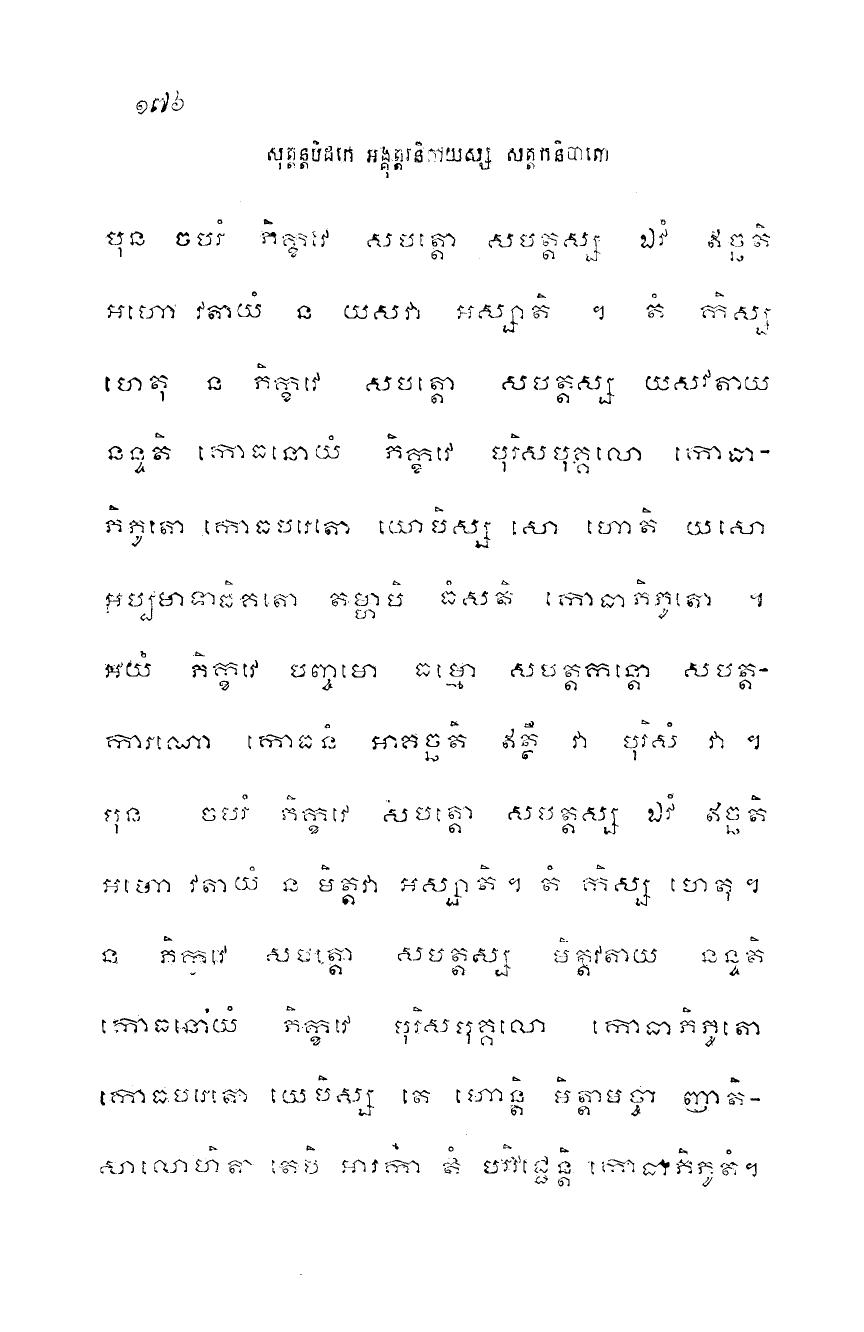 ១៧៦
សុត្តន្តបិដកេ អង្គុត្តរនិកាយស្ស សត្តកនិបាតោ
បុន ចបរំ ភិក្ខវេ សបត្តោ សបត្តស្ស ឯវំ ឥច្ឆតិ
អហោ វតាយំ ន យសវា អស្សាតិ ។ តំ កិស្ស
ហេតុ ន ភិក្ខវេ សបត្តោ សបត្តស្ស យសវតាយ
នន្ទតិ កោធនោយំ ភិក្ខវេ បុរិសបុគ្គលោ កោធា-
ភិភូតោ កោធបរេតោ យោបិស្ស សោ ហោតិ យសោ
អប្បមាទាធិគតោ តម្ហាបិ ធំសតិ កោធាភិភូតោ ។
អយំ ភិក្ខវេ បញ្ចមោ ធម្មោ សបត្តកន្តោ សបត្ត-
ការណោ កោធនំ អាគច្ឆតិ ឥត្ថឹ វា បុរិសំ វា ។
បុន ចបរំ ភិក្ខវេ សបត្តោ សបត្តស្ស ឯវំ ឥច្ឆតិ
អហោ វតាយំ ន មិត្តវា អស្សាតិ។ តំ កិស្ស ហេតុ ។
ន ភិក្ខវេ សបត្តោ សបត្តស្ស មិត្តវតាយ នន្ទតិ
កោធនោយំ ភិក្ខវេ បុរិសបុគ្គលោ កោធាភិភូតោ
កោធបរេតោ យេបិស្ស តេ ហោន្តិ មិត្តាមច្ចា ញាតិ-
សាលោហិតា តេបិ អារកា តំ បរិវជ្ជេន្តិ កោធាភិភូតំ។